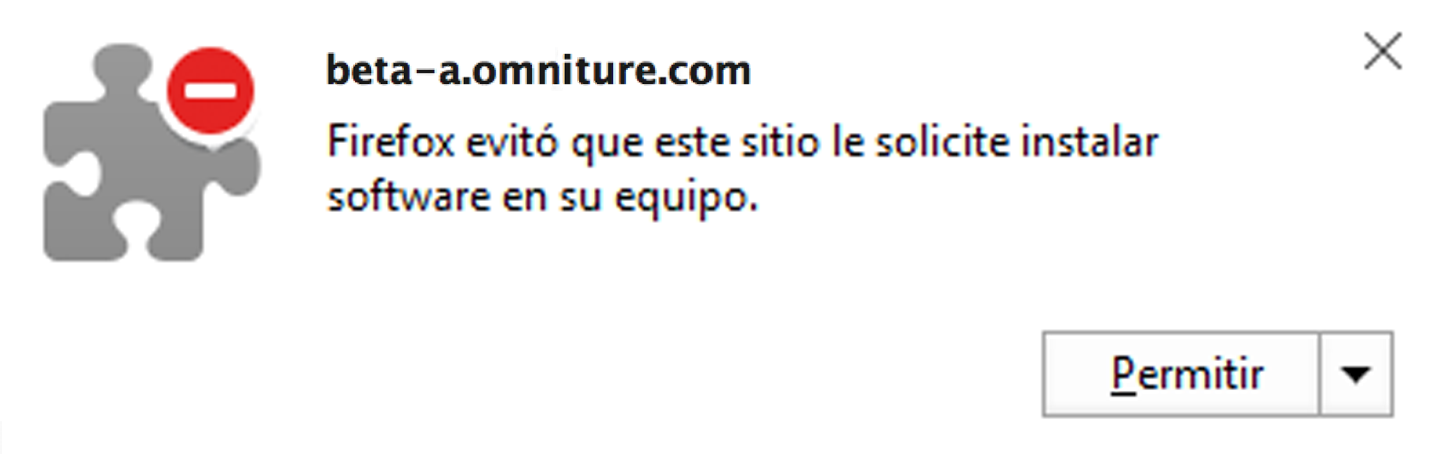 beta-a.omniture.com
Firefox evitó que este sitio le solicite instalar
software en su equipo.
Permitir